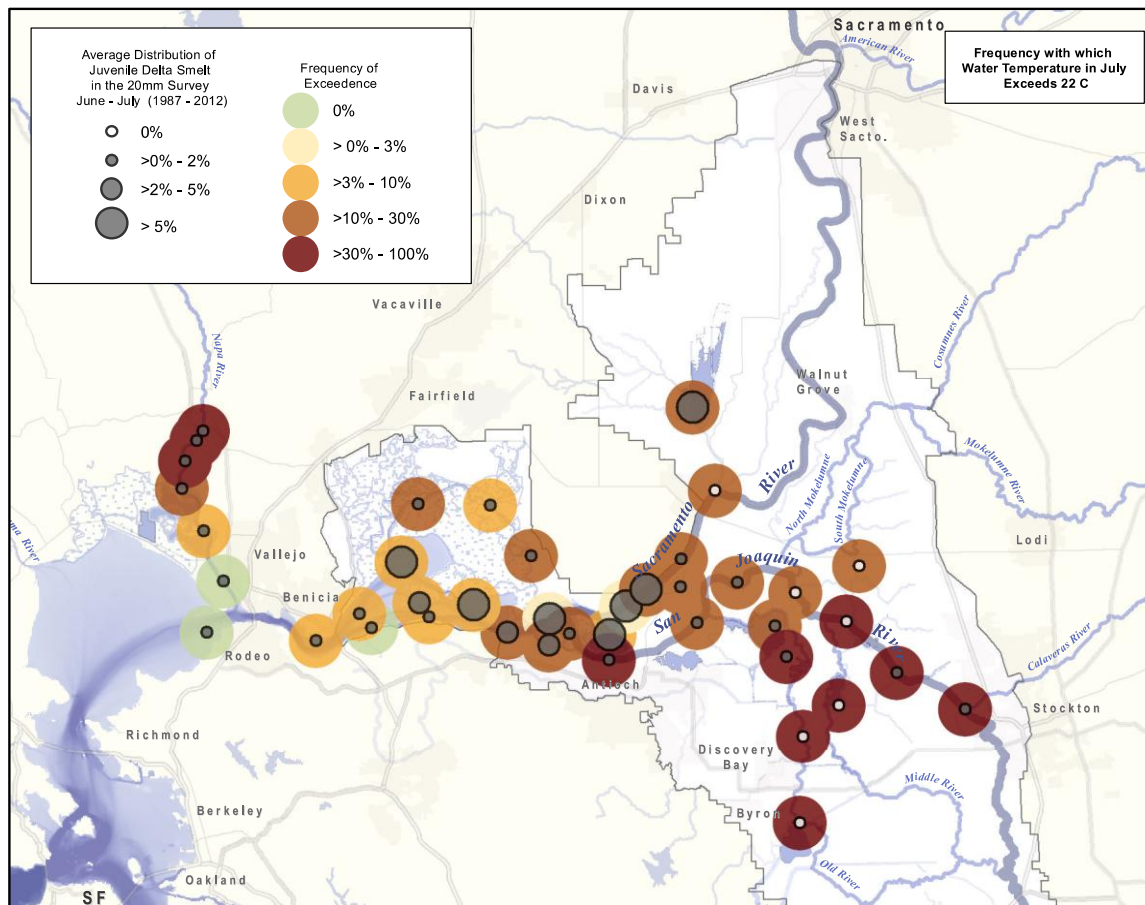 Sacramento
American River
Average Distribution of
Juvenile Delta Smelt
in the 20mm Survey
June - July (1987 - 2012)
0%
>0% - 2%
>2% - 5%
> 5%
Frequency of
Exceedence
0%
> 0% - 3%
>3% - 10%
>10% - 30%
>30% - 100%
Frequency with which
Water Temperature in July
Exceeds 22 C
Davis
West
Sacto.
Dixon
Vacaville
Napa River
Cosumnes River
Walnut
Grove
Fairfield
Mokelumne River
North Mokelumne
South Mokelumne
River
Sacramento
Lodi
Joaquin
Vallejo
Benicia
San
River
Calaveras River
Rodeo
Antioch
Stockton
Richmond
Discovery
Bay
Middle River
Berkeley
Byron
Old River
Oakland
SF